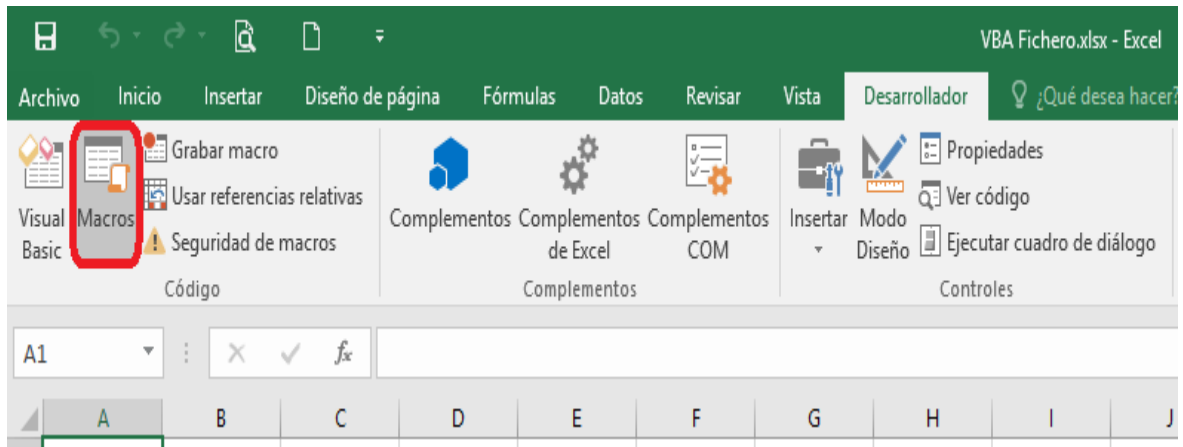 VBA Fichero.xlsx - Excel
Archivo Inicio Insertar Diseño de página Fórmulas Datos Revisar Vista Desarrollador ¿Qué desea hacer?
Visual Basic
Macros
Grabar macro
Usar referencias relativas
Seguridad de macros
Código
Complementos
Complementos de Excel
Complementos COM
Complementos
Insertar
Modo Diseño
Propiedades
Ver código
Ejecutar cuadro de diálogo
Controles
A1 fx
A B C D E F G H I J